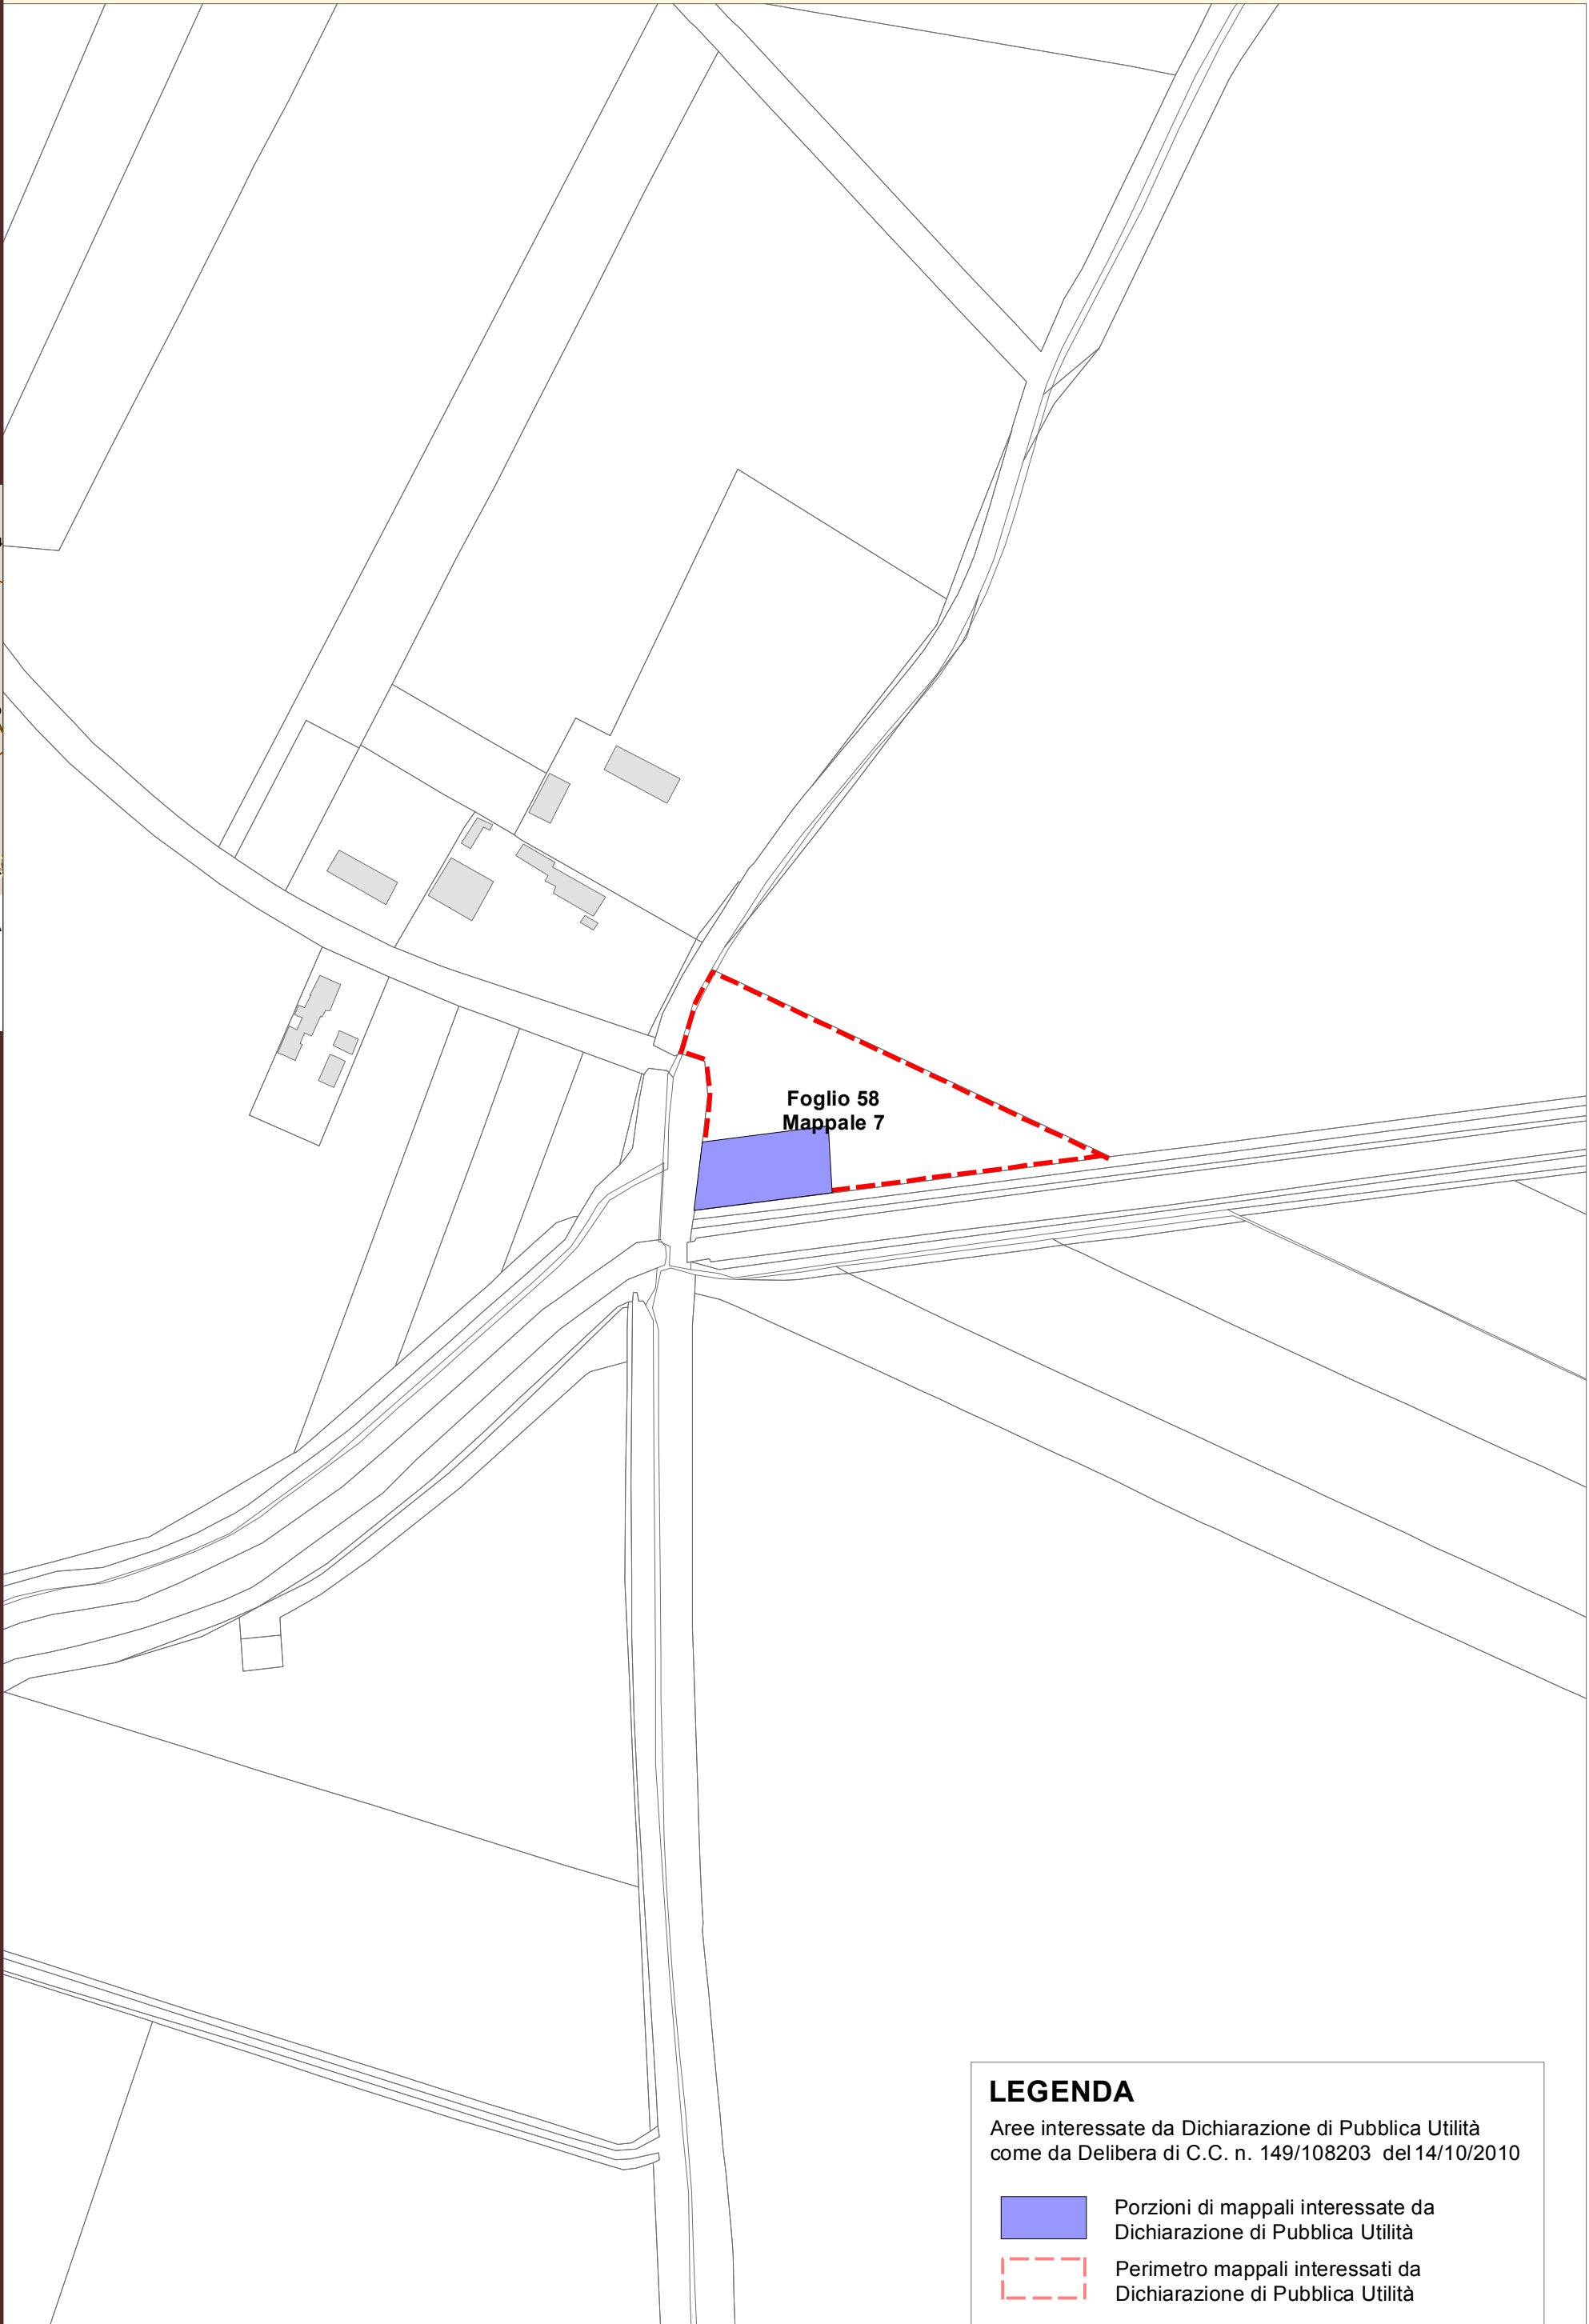 Foglio 58
Mappale 7
LEGENDA
Aree interessate da Dichiarazione di Pubblica Utilità
come da Delibera di C.C. n. 149/108203 del 14/10/2010
Porzioni di mappali interessate da
Dichiarazione di Pubblica Utilità
Perimetro mappali interessati da
Dichiarazione di Pubblica Utilità